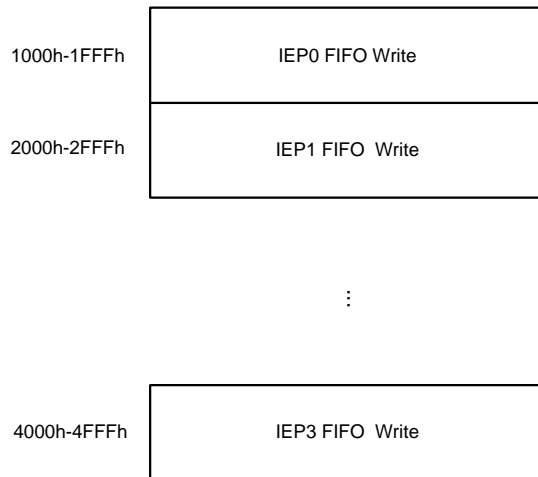 1000h-1FFFh IEP0 FIFO Write
2000h-2FFFh IEP1 FIFO Write
...
4000h-4FFFh IEP3 FIFO Write